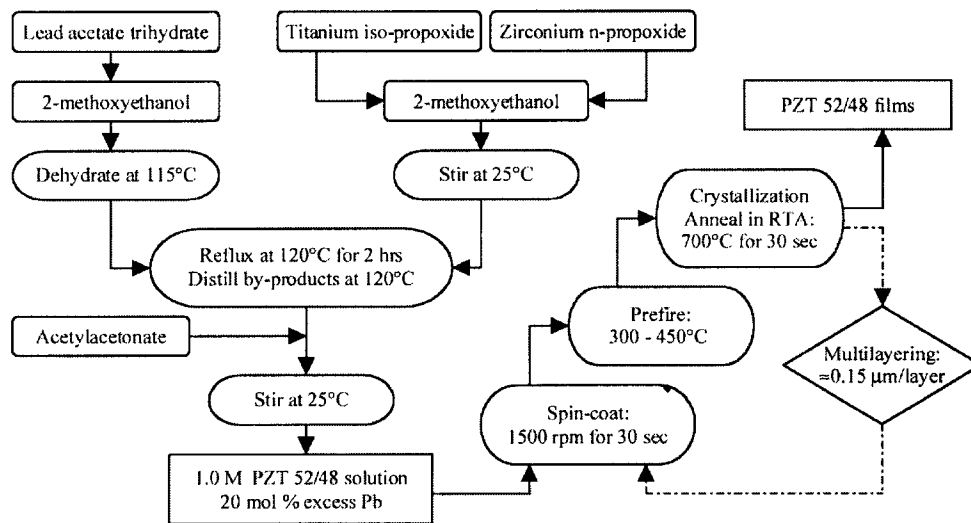 Lead acetate trihydrate
2-methoxyethanol
Dehydrate at 115°C
Titanium iso-propoxide
Zirconium n-propoxide
2-methoxyethanol
Stir at 25°C
Reflux at 120°C for 2 hrs
Distill by-products at 120°C
Acetylacetonate
Stir at 25°C
1.0 M PZT 52/48 solution
20 mol % excess Pb
Spin-coat:
1500 rpm for 30 sec
Prefire:
300 - 450°C
Crystallization
Anneal in RTA:
700°C for 30 sec
PZT 52/48 films
Multilayering:
≈0.15 μm/layer